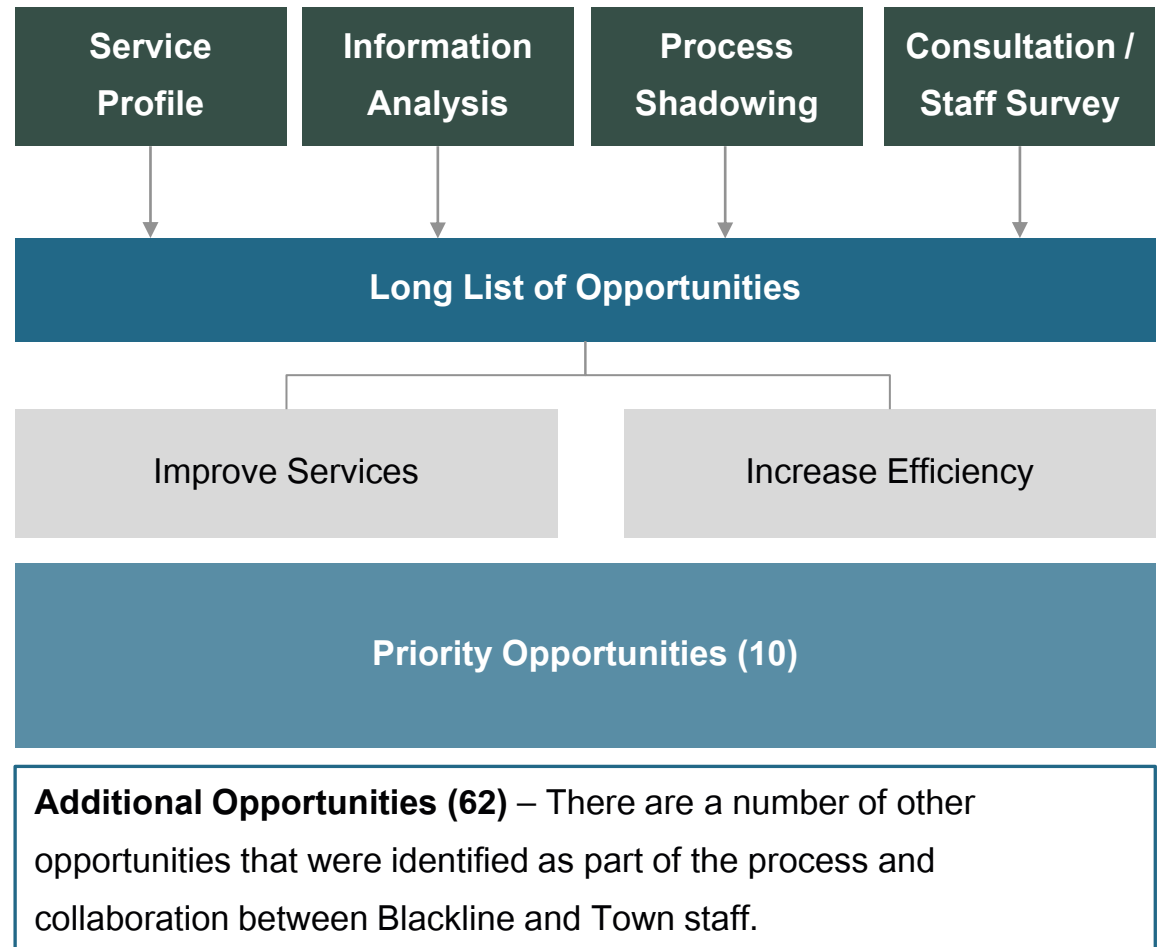 Service
Profile
Information
Analysis
Process
Shadowing
Consultation /
Staff Survey
Long List of Opportunities
Improve Services
Increase Efficiency
Priority Opportunities (10)
Additional Opportunities (62) – There are a number of other
opportunities that were identified as part of the process and
collaboration between Blackline and Town staff.